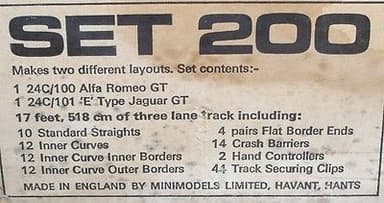 SET 200
Makes two different layouts. Set contents:-
1 24C/100 Alfa Romeo GT
1 24C/101 'E' Type Jaguar GT
17 feet, 518 cm of three lane track including:
10 Standard Straights
12 Inner Curves
12 Inner Curve Inner Borders
12 Inner Curve Outer Borders
4 pairs Flat Border Ends
14 Crash Barriers
2 Hand Controllers
44 Track Securing Clips
MADE IN ENGLAND BY MINIMODELS LIMITED, HAVANT, HANTS